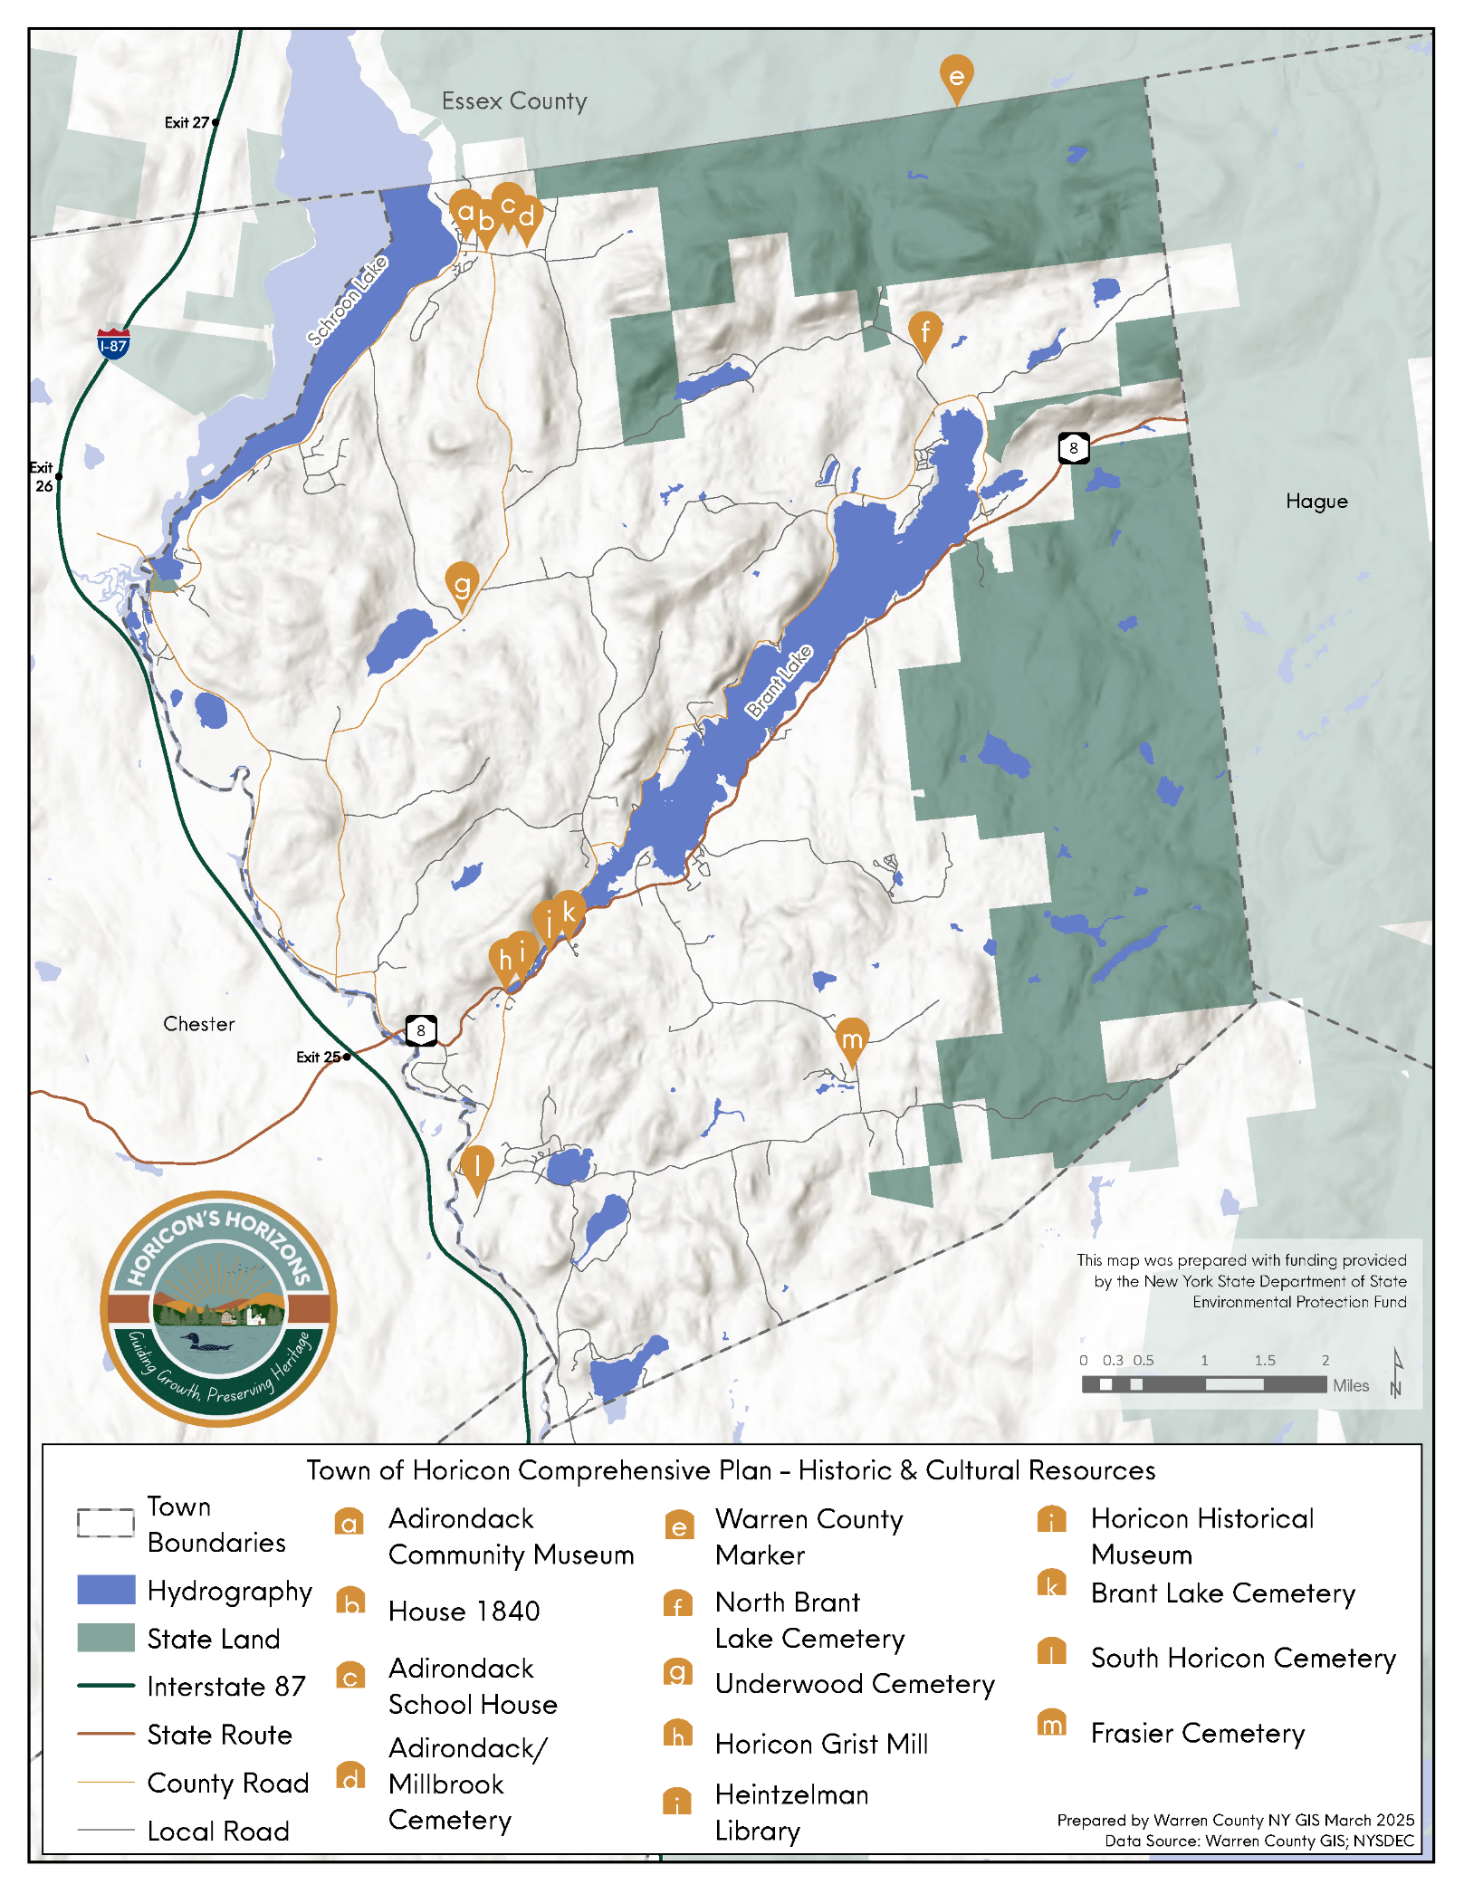 Essex County
e
Exit 27
a
b
c
d
Schroon Lake
I-87
f
8
Exit
26
Hague
g
Brant Lake
k
j
i
h
Chester
8
Exit 25
m
l
HORICON'S HORIZONS
Guiding Growth, Preserving Heritage
This map was prepared with funding provided
by the New York State Department of State
Environmental Protection Fund
0 0.3 0.5 1 1.5 2
Miles
N
Town of Horicon Comprehensive Plan - Historic & Cultural Resources
Town
Boundaries
Hydrography
State Land
Interstate 87
State Route
County Road
Local Road
a Adirondack
Community Museum
b House 1840
c Adirondack
School House
d Adirondack/
Millbrook
Cemetery
e Warren County
Marker
f North Brant
Lake Cemetery
g Underwood Cemetery
h Horicon Grist Mill
i Heintzelman
Library
j Horicon Historical
Museum
k Brant Lake Cemetery
l South Horicon Cemetery
m Frasier Cemetery
Prepared by Warren County NY GIS March 2025
Data Source: Warren County GIS; NYSDEC